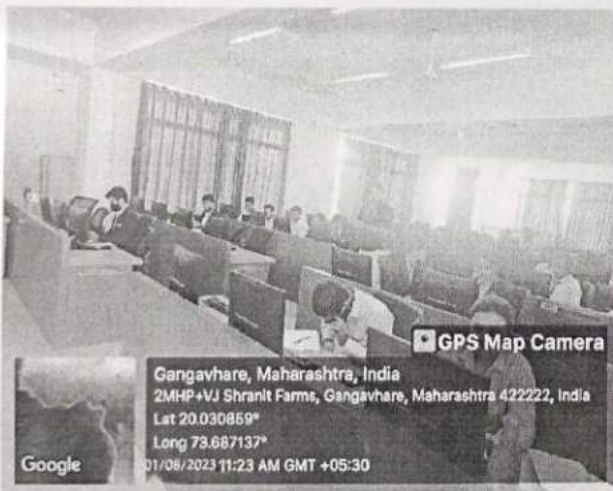 GPS Map Camera
Gangavhare, Maharashtra, India
2MHP+VJ Shranit Farms, Gangavhare, Maharashtra 422222, India
Lat 20.030859°
Long 73.687137°
01/08/2023 11:23 AM GMT +05:30
Google